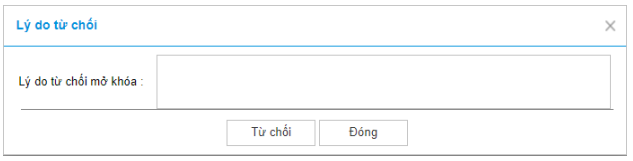 Lý do từ chối
Lý do từ chối mở khóa :
Từ chối Đóng